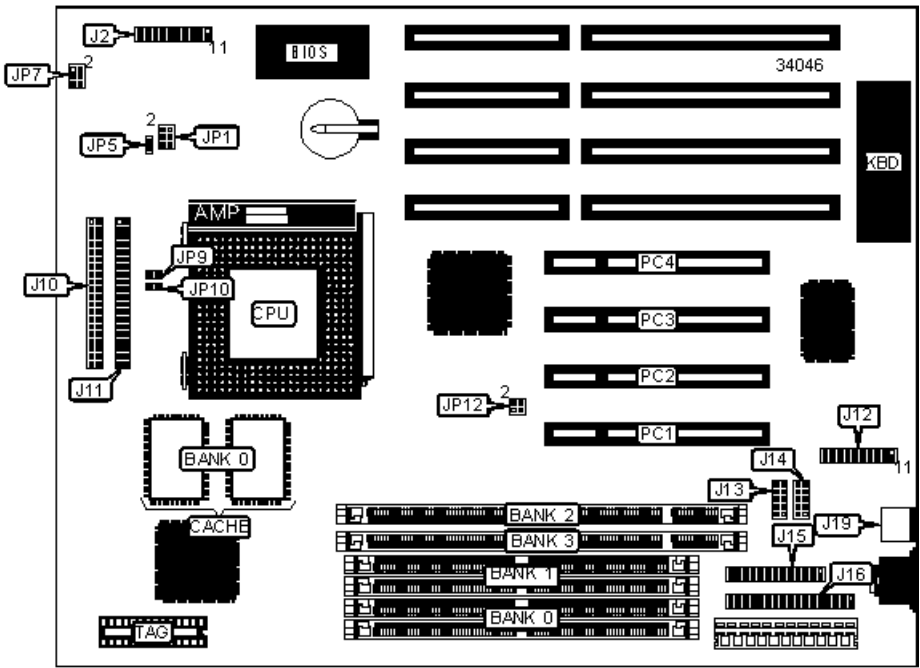 J2
11
BIOS
34046
2
JP7
2
JP5
JP1
KBD
AMP
JP9
J10
JP10
CPU
PC4
PC3
J11
PC2
2
JP12
PC1
J12
J14
11
BANK 0
J13
BANK 2
J19
CACHE
BANK 3
J15
BANK 1
J16
BANK 0
TAG